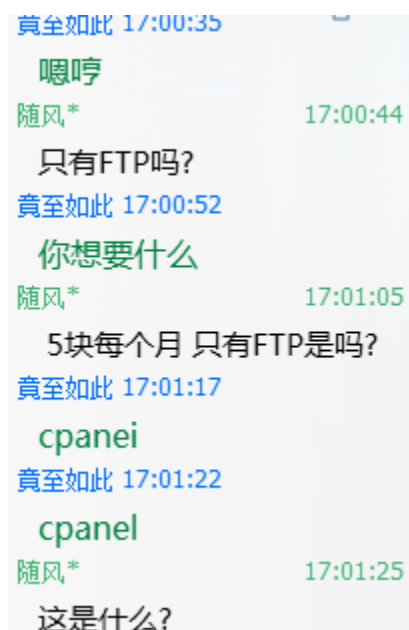 竟至如此 17:00:35
嗯哼
随风* 17:00:44
只有FTP吗?
竟至如此 17:00:52
你想要什么
随风* 17:01:05
5块每个月 只有FTP是吗?
竟至如此 17:01:17
cpanei
竟至如此 17:01:22
cpanel
随风* 17:01:25
这是什么?